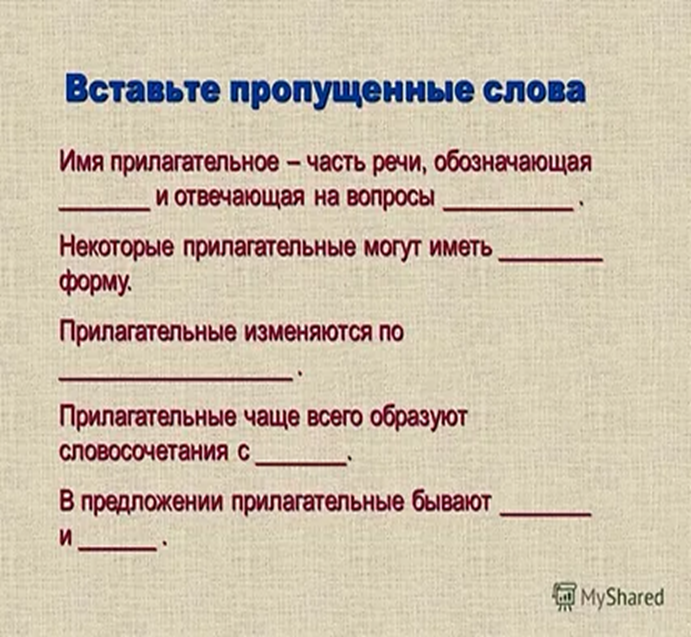 Вставьте пропущенные слова
Имя прилагательное – часть речи, обозначающая
_______ и отвечающая на вопросы __________ .
Некоторые прилагательные могут иметь ________
форму.
Прилагательные изменяются по
__________________ .
Прилагательные чаще всего образуют
словосочетания с _______.
В предложении прилагательные бывают _______
и ______ .
MyShared